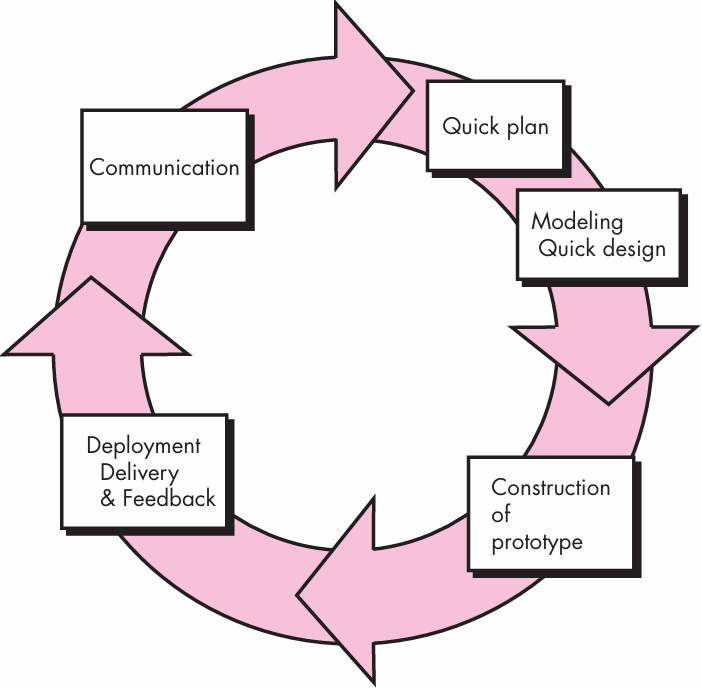 Communication
Quick plan
Modeling
Quick design
Construction
of
prototype
Deployment
Delivery
& Feedback